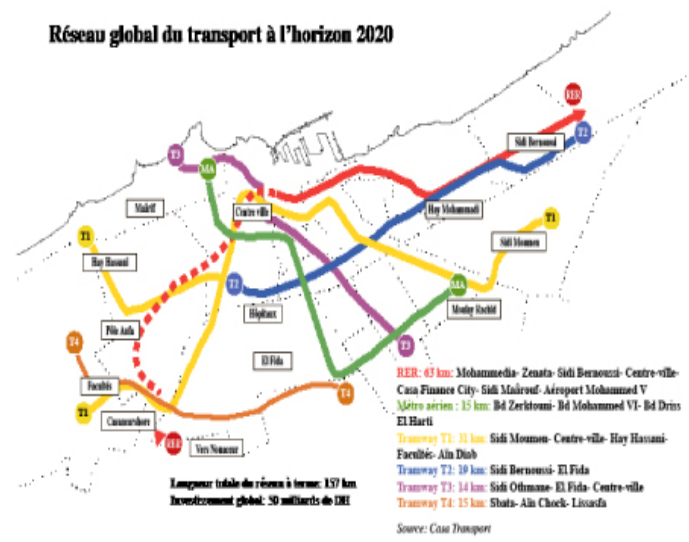 Réseau global du transport à l'horizon 2020
RER
T3
MA
Sidi Bernoussi
T2
Maârif
Centre ville
Hay Mohammadi
T1
T1
Sidi Moumen
Hay Hassani
T2
MA
Hôpitaux
Moulay Rachid
Pôle Anfa
T4
T3
El Fida
Facultés
T4
T1
Casanearshore
RER
Vers Nouaceur
RER: 63 km: Mohammedia- Zenata- Sidi Bernoussi- Centre-ville-
Casa Finance City- Sidi Maârouf- Aéroport Mohammed V
Métro aérien : 15 km: Bd Zerktouni- Bd Mohammed VI- Bd Driss
El Harti
Tramway T1: 31 km: Sidi Moumen- Centre-ville- Hay Hassani-
Facultés- Aïn Diab
Tramway T2: 19 km: Sidi Bernoussi- El Fida
Tramway T3: 14 km: Sidi Othmane- El Fida- Centre-ville
Tramway T4: 15 km: Sbata- Aïn Chock- Lissasfa
Longueur totale du réseau à terme: 157 km
Investissement global: 50 milliards de DH
Source: Casa Transport